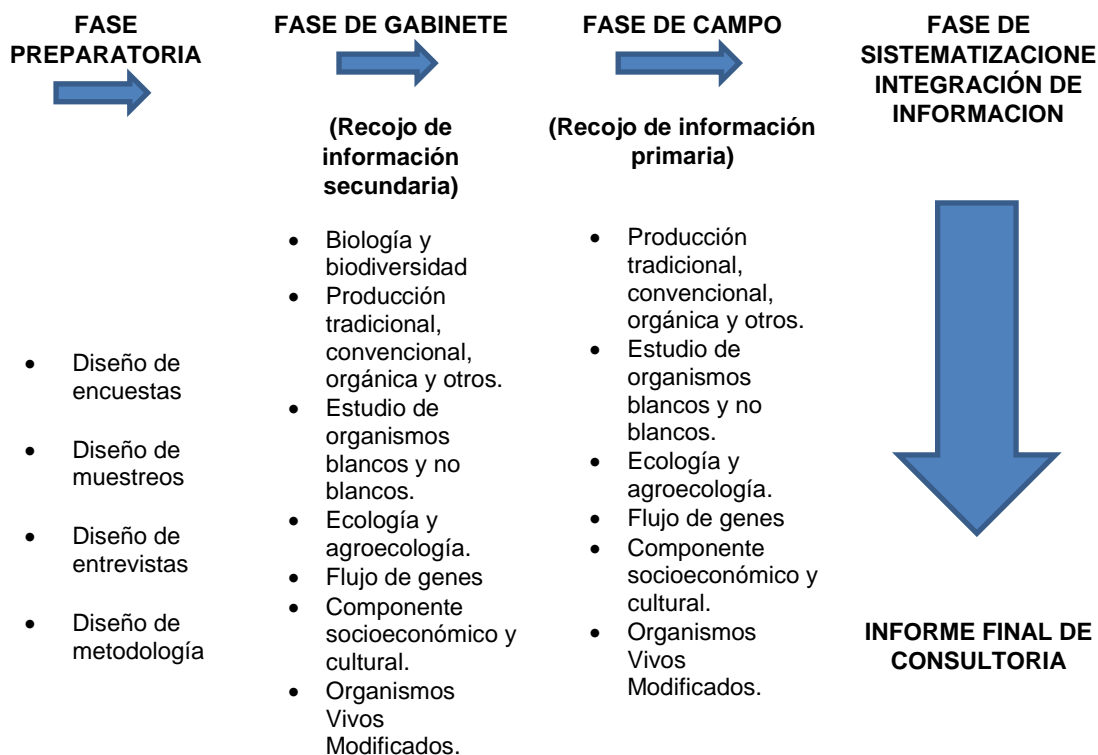 FASE
PREPARATORIA
FASE DE GABINETE
(Recojo de
información
secundaria)
FASE DE CAMPO
(Recojo de información
primaria)
FASE DE
SISTEMATIZACIONE
INTEGRACIÓN DE
INFORMACION
• Diseño de
encuestas
• Diseño de
muestreos
• Diseño de
entrevistas
• Diseño de
metodología
• Biología y
biodiversidad
• Producción
tradicional,
convencional,
orgánica y otros.
• Estudio de
organismos
blancos y no
blancos.
• Ecología y
agroecología.
• Flujo de genes
• Componente
socioeconómico y
cultural.
• Organismos
Vivos
Modificados.
• Producción
tradicional,
convencional,
orgánica y otros.
• Estudio de
organismos
blancos y no
blancos.
• Ecología y
agroecología.
• Flujo de genes
• Componente
socioeconómico y
cultural.
• Organismos
Vivos
Modificados.
INFORME FINAL DE
CONSULTORIA